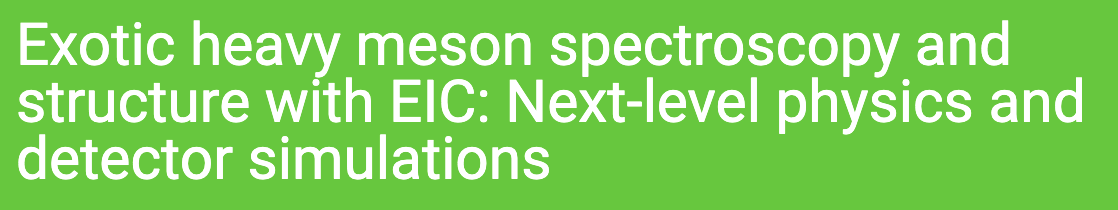 Exotic heavy meson spectroscopy and
structure with EIC: Next-level physics and
detector simulations